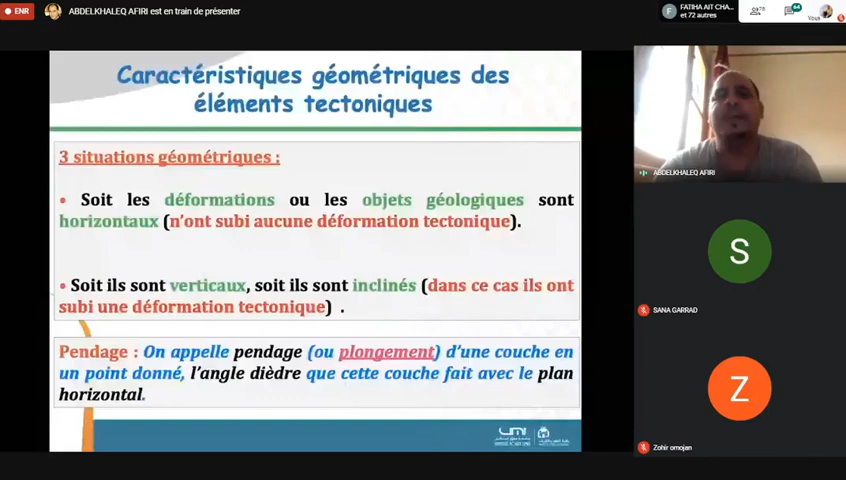 ENR
ABDELKHALEQ AFIRI est en train de présenter
F
FATIHA AIT CHA...
et 72 autres
Vous
Caractéristiques géométriques des
éléments tectoniques
3 situations géométriques :
• Soit les déformations ou les objets géologiques sont
horizontaux (n'ont subi aucune déformation tectonique).
• Soit ils sont verticaux, soit ils sont inclinés (dans ce cas ils ont
subi une déformation tectonique) .
Pendage : On appelle pendage (ou plongement) d'une couche en
un point donné, l'angle dièdre que cette couche fait avec le plan
horizontal.
ABDELKHALEQ AFIRI
S
SANA GARRAD
Z
Zohir omojan